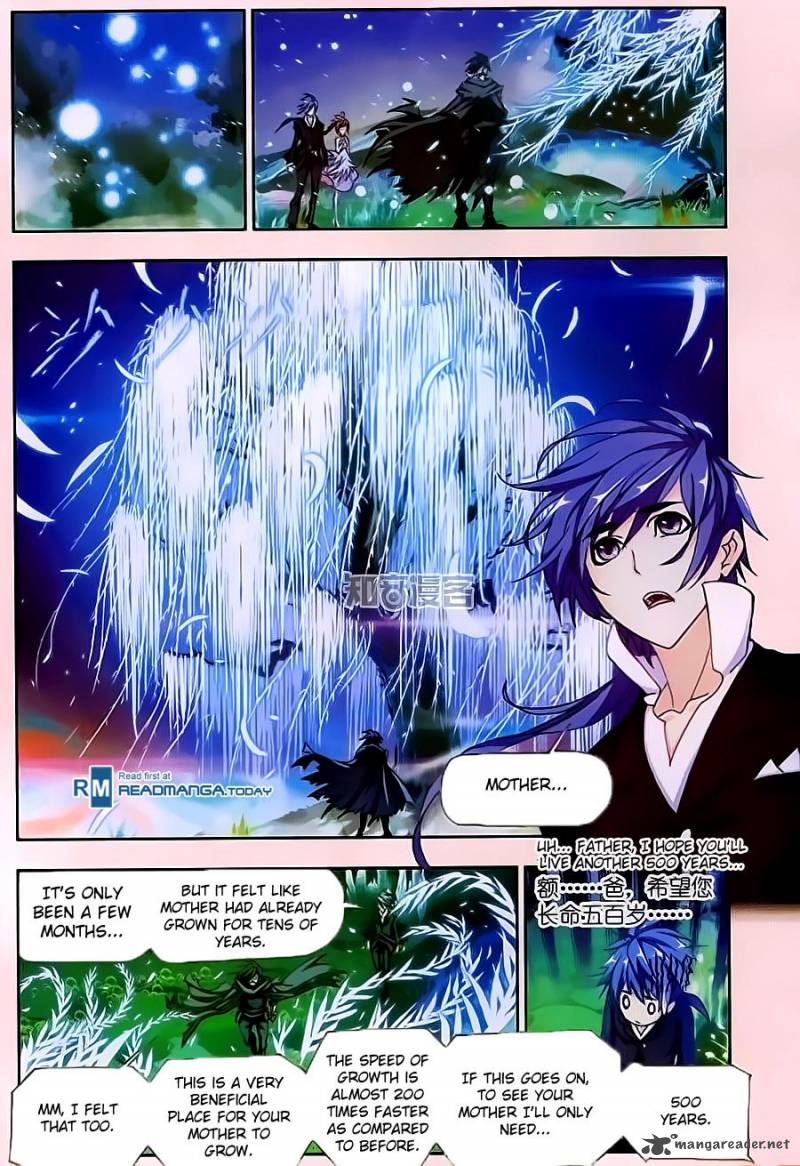 知音漫客
RM
Read first at
READMANGA.TODAY
MOTHER...
UH... FATHER, I HOPE YOU'LL
LIVE ANOTHER 500 YEARS...
额……爸,希望您
长命五百岁……
IT'S ONLY
BEEN A FEW
MONTHS...
BUT IT FELT LIKE
MOTHER HAD ALREADY
GROWN FOR TENS OF
YEARS.
MM, I FELT
THAT TOO.
THIS IS A VERY
BENEFICIAL
PLACE FOR YOUR
MOTHER TO
GROW.
THE SPEED OF
GROWTH IS
ALMOST 200
TIMES FASTER
AS COMPARED
TO BEFORE.
IF THIS GOES ON,
TO SEE YOUR
MOTHER I'LL ONLY
NEED...
500
YEARS.
mangareader.net